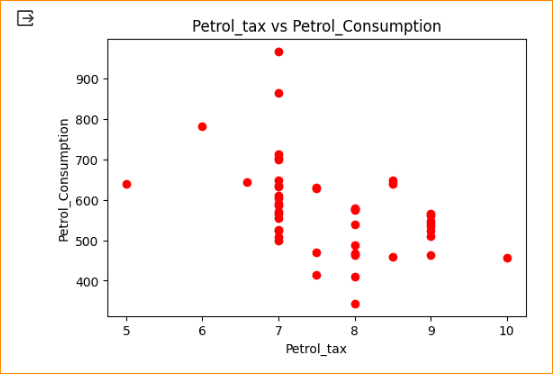 Petrol_tax vs Petrol_Consumption
900
800
700
600
500
400
Petrol_Consumption
5 6 7 8 9 10
Petrol_tax